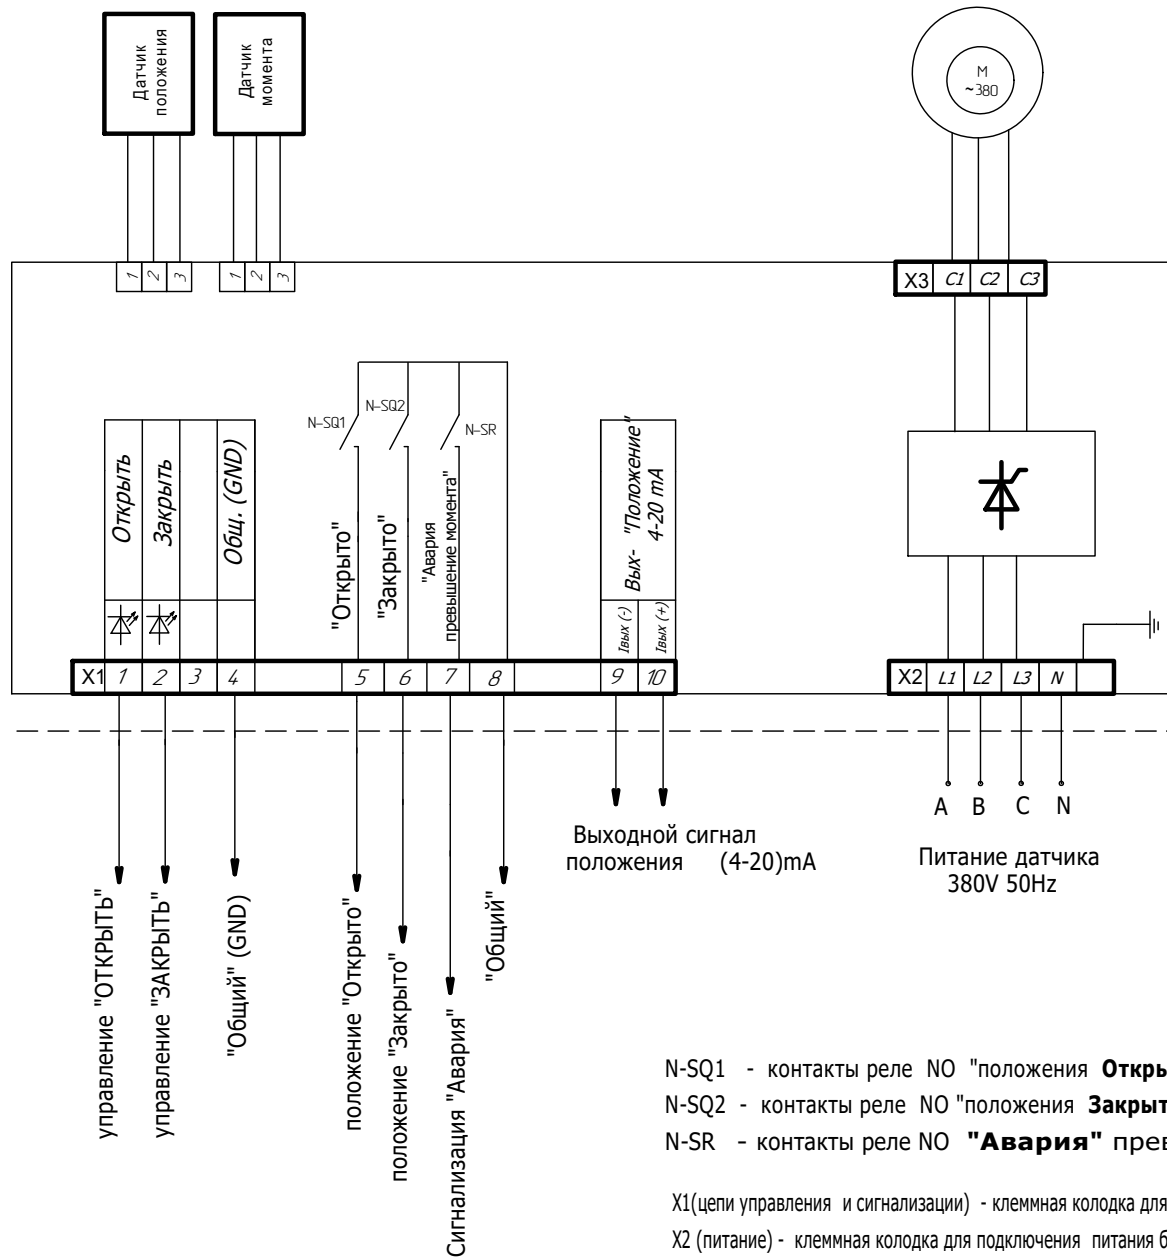 Датчик
положения
Датчик
момента
M
~380
1 2 3
1 2 3
X3 C1 C2 C3
N-SQ1
N-SQ2
N-SR
Открыть
Закрыть
Общ. (GND)
"Открыто"
"Закрыто"
"Авария
превышение момента"
Вых- "Положение"
4-20 mA
Iвых (-)
Iвых (+)
X1 1 2 3 4 5 6 7 8 9 10
X2 L1 L2 L3 N
A B C N
Выходной сигнал
положения (4-20)mA
Питание датчика
380V 50Hz
управление "ОТКРЫТЬ"
управление "ЗАКРЫТЬ"
"Общий" (GND)
положение "Открыто"
положение "Закрыто"
Сигнализация "Авария"
"Общий"
N-SQ1 - контакты реле NO "положения Откры
N-SQ2 - контакты реле NO "положения Закрыт
N-SR - контакты реле NO "Авария" прев
X1(цепи управления и сигнализации) - клеммная колодка для
X2 (питание) - клеммная колодка для подключения питания б